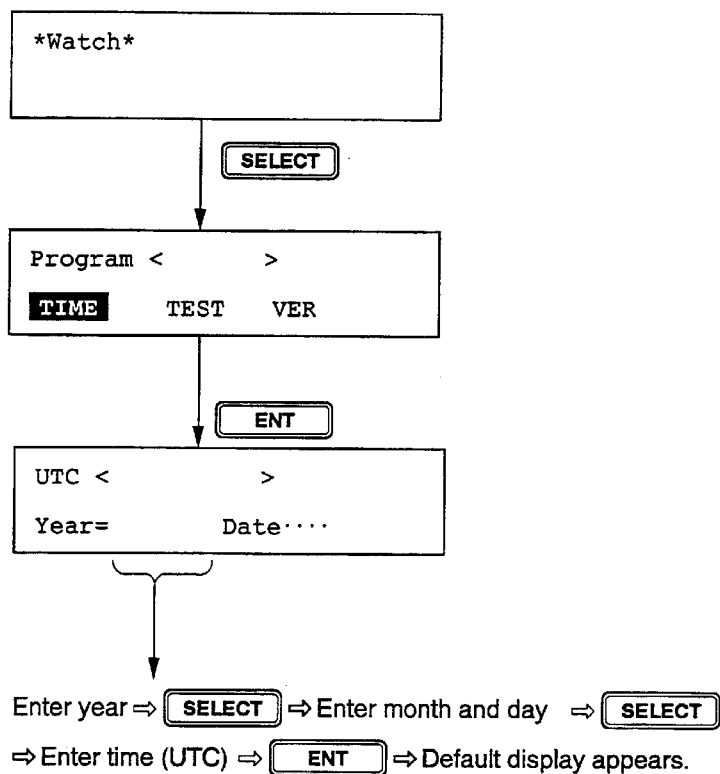 *Watch*
SELECT
Program < >
TIME TEST VER
ENT
UTC < >
Year= Date····
Enter year ⇒ SELECT ⇒ Enter month and day ⇒ SELECT
⇒ Enter time (UTC) ⇒ ENT ⇒ Default display appears.